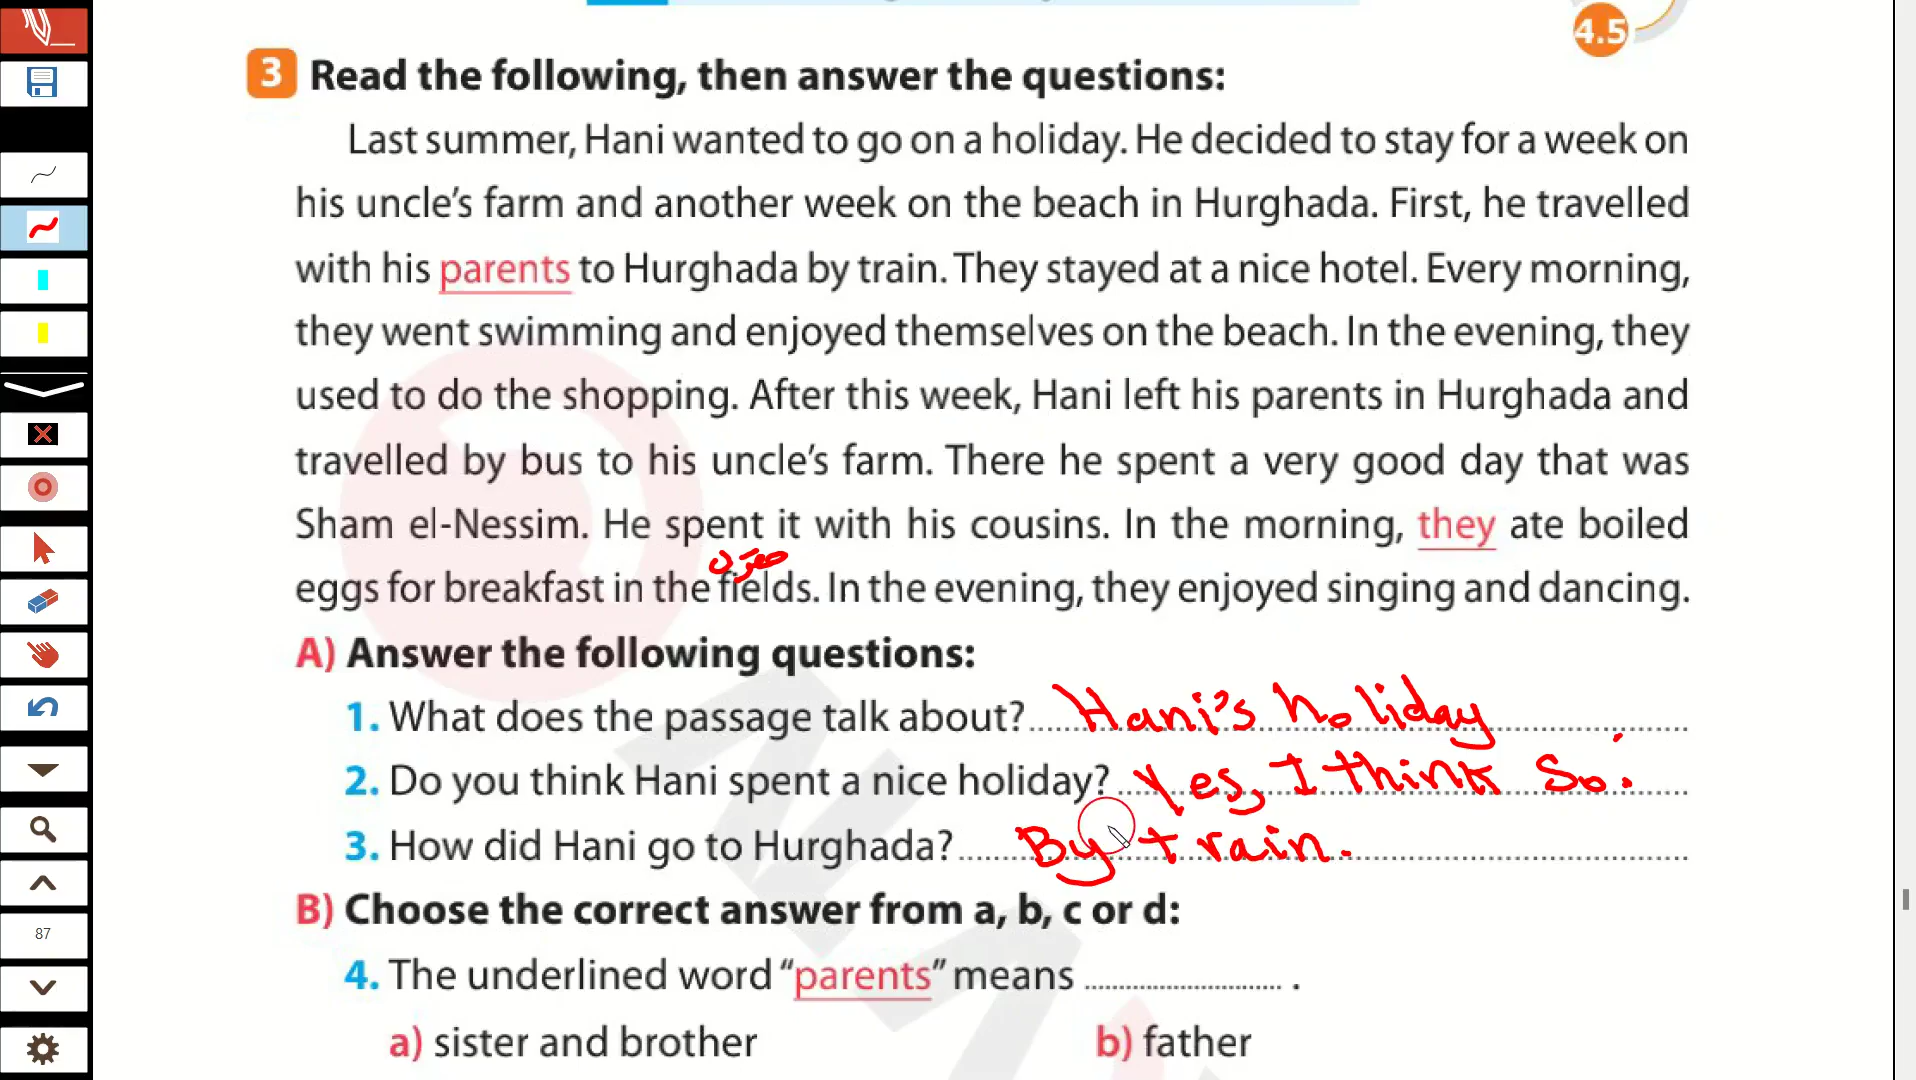 4.5
3 Read the following, then answer the questions:
Last summer, Hani wanted to go on a holiday. He decided to stay for a week on
his uncle's farm and another week on the beach in Hurghada. First, he travelled
with his parents to Hurghada by train. They stayed at a nice hotel. Every morning,
they went swimming and enjoyed themselves on the beach. In the evening, they
used to do the shopping. After this week, Hani left his parents in Hurghada and
travelled by bus to his uncle's farm. There he spent a very good day that was
Sham el-Nessim. He spent it with his cousins. In the morning, they ate boiled
eggs for breakfast in the fields. In the evening, they enjoyed singing and dancing.
A) Answer the following questions:
1. What does the passage talk about? Hani's holiday
2. Do you think Hani spent a nice holiday? Yes, I think so.
3. How did Hani go to Hurghada? By train.
B) Choose the correct answer from a, b, c or d:
4. The underlined word “parents” means .
a) sister and brother b) father
87